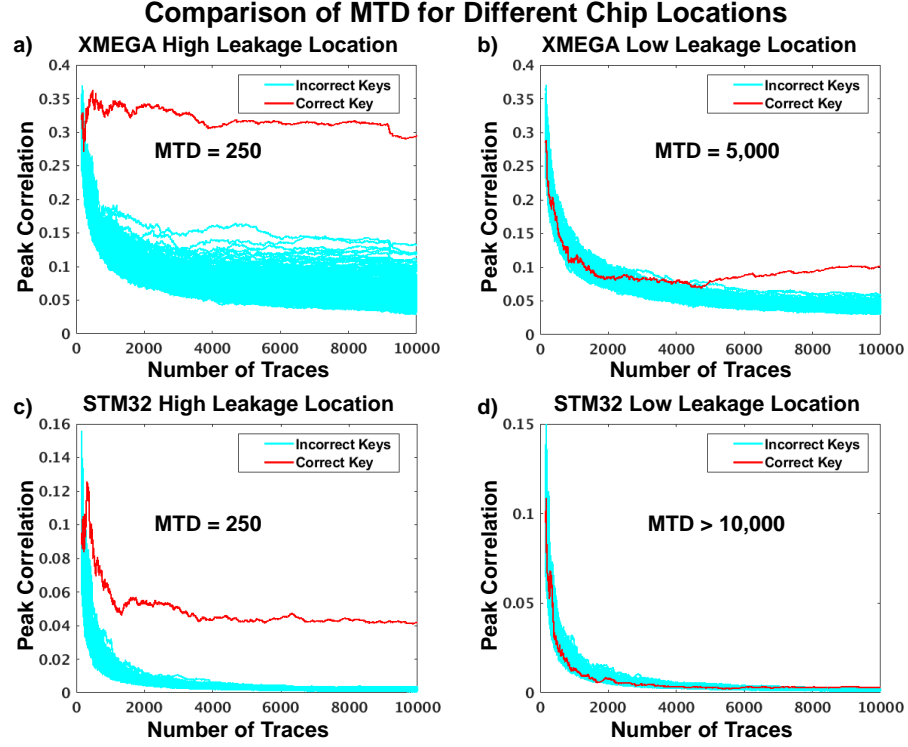 Comparison of MTD for Different Chip Locations
a) XMEGA High Leakage Location
0.4
0.35
0.3
0.25
0.2
0.15
0.1
0.05
0
Peak Correlation
Incorrect Keys
Correct Key
MTD = 250
0 2000 4000 6000 8000 10000
Number of Traces
b) XMEGA Low Leakage Location
0.4
0.35
0.3
0.25
0.2
0.15
0.1
0.05
0
Peak Correlation
Incorrect Keys
Correct Key
MTD = 5,000
0 2000 4000 6000 8000 10000
Number of Traces
c) STM32 High Leakage Location
0.16
0.14
0.12
0.1
0.08
0.06
0.04
0.02
0
Peak Correlation
Incorrect Keys
Correct Key
MTD = 250
0 2000 4000 6000 8000 10000
Number of Traces
d) STM32 Low Leakage Location
0.15
0.1
0.05
0
Peak Correlation
Incorrect Keys
Correct Key
MTD > 10,000
0 2000 4000 6000 8000 10000
Number of Traces